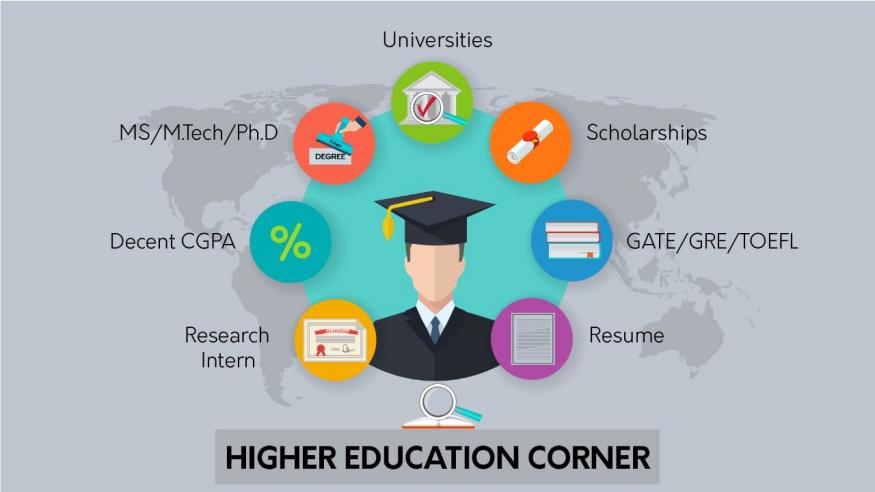 Universities
MS/M.Tech/Ph.D
DEGREE
Scholarships
Decent CGPA
%
GATE/GRE/TOEFL
Research
Intern
Resume
HIGHER EDUCATION CORNER